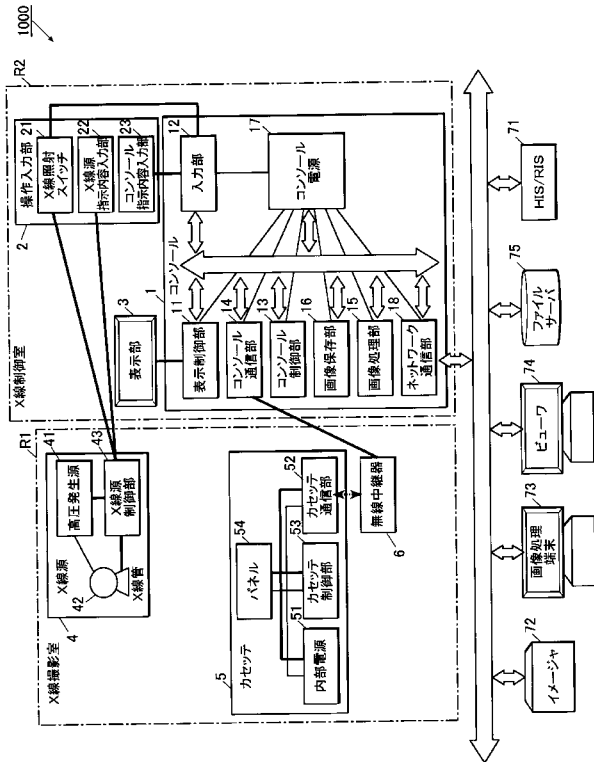 1000
X線撮影室
R1
X線制御室
R2
X線源
4
高圧発生源
41
42
X線管
X線源
制御部
43
操作入力部
2
X線照射
スイッチ
21
X線源
指示内容入力部
22
コンソール
指示内容入力部
23
表示部
3
コンソール
1
表示制御部
11
入力部
12
コンソール
通信部
14
コンソール
制御部
13
画像保存部
16
画像処理部
15
ネットワーク
通信部
18
コンソール
電源
17
カセッテ
5
パネル
54
内部電源
51
カセッテ
制御部
53
カセッテ
通信部
52
無線中継器
6
イメージャ
72
画像処理
端末
73
ビューワ
74
ファイル
サーバ
75
HIS/RIS
71